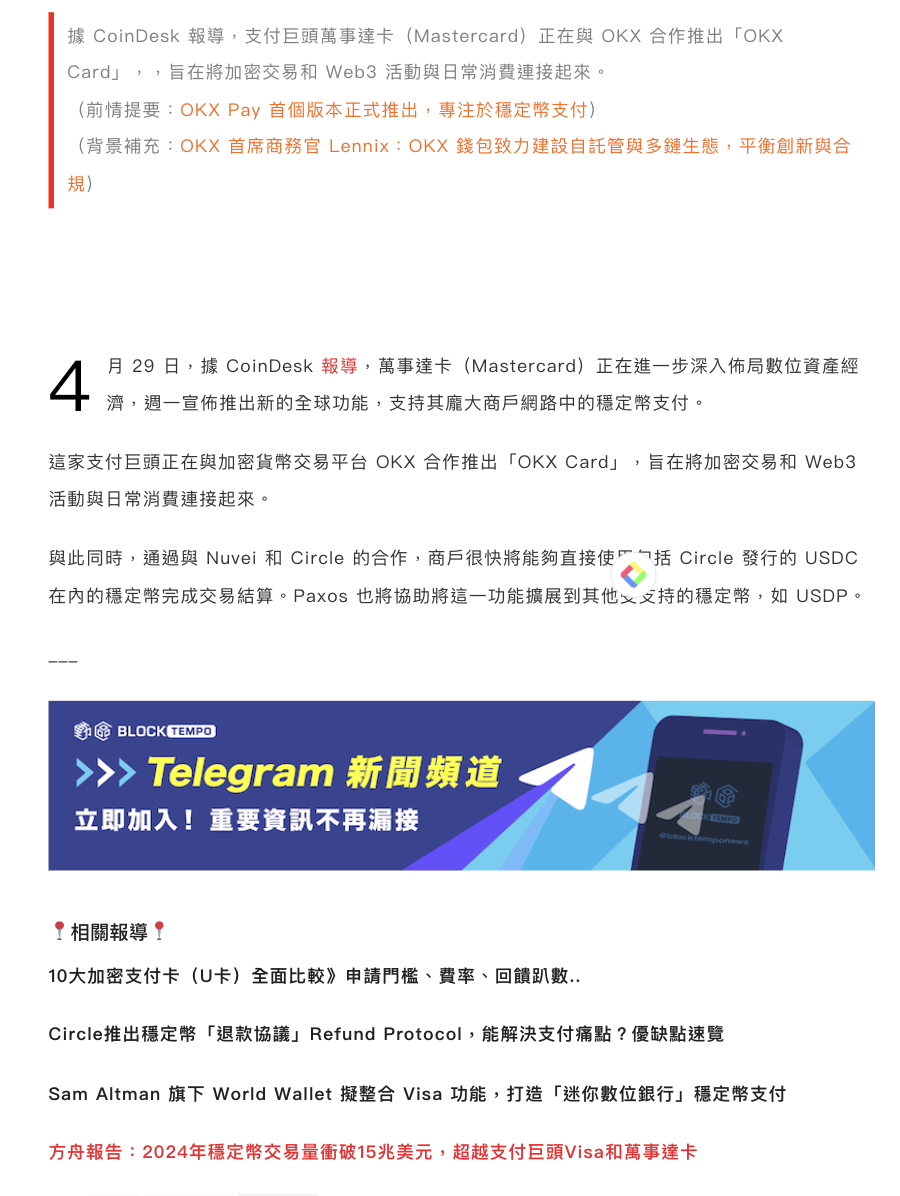 據 CoinDesk 報導，支付巨頭萬事達卡（Mastercard）正在與 OKX 合作推出「OKX
Card」，，旨在將加密交易和 Web3 活動與日常消費連接起來。
（前情提要：OKX Pay 首個版本正式推出，專注於穩定幣支付）
（背景補充：OKX 首席商務官 Lennix：OKX 錢包致力建設自託管與多鏈生態，平衡創新與合
規）
4月 29 日，據 CoinDesk 報導，萬事達卡（Mastercard）正在進一步深入佈局數位資產經
濟，週一宣佈推出新的全球功能，支持其龐大商戶網路中的穩定幣支付。
這家支付巨頭正在與加密貨幣交易平台 OKX 合作推出「OKX Card」，旨在將加密交易和 Web3
活動與日常消費連接起來。
與此同時，通過與 Nuvei 和 Circle 的合作，商戶很快將能夠直接使括 Circle 發行的 USDC
在內的穩定幣完成交易結算。Paxos 也將協助將這一功能擴展到其他支持的穩定幣，如 USDP。
___
BLOCKTEMPO
>>> Telegram 新聞頻道
立即加入！重要資訊不再漏接
BLOCKTEMPO
@blocktemponews
📍相關報導📍
10大加密支付卡（U卡）全面比較》申請門檻、費率、回饋趴數..
Circle推出穩定幣「退款協議」Refund Protocol，能解決支付痛點？優缺點速覽
Sam Altman 旗下 World Wallet 擬整合 Visa 功能，打造「迷你數位銀行」穩定幣支付
方舟報告：2024年穩定幣交易量衝破15兆美元，超越支付巨頭Visa和萬事達卡